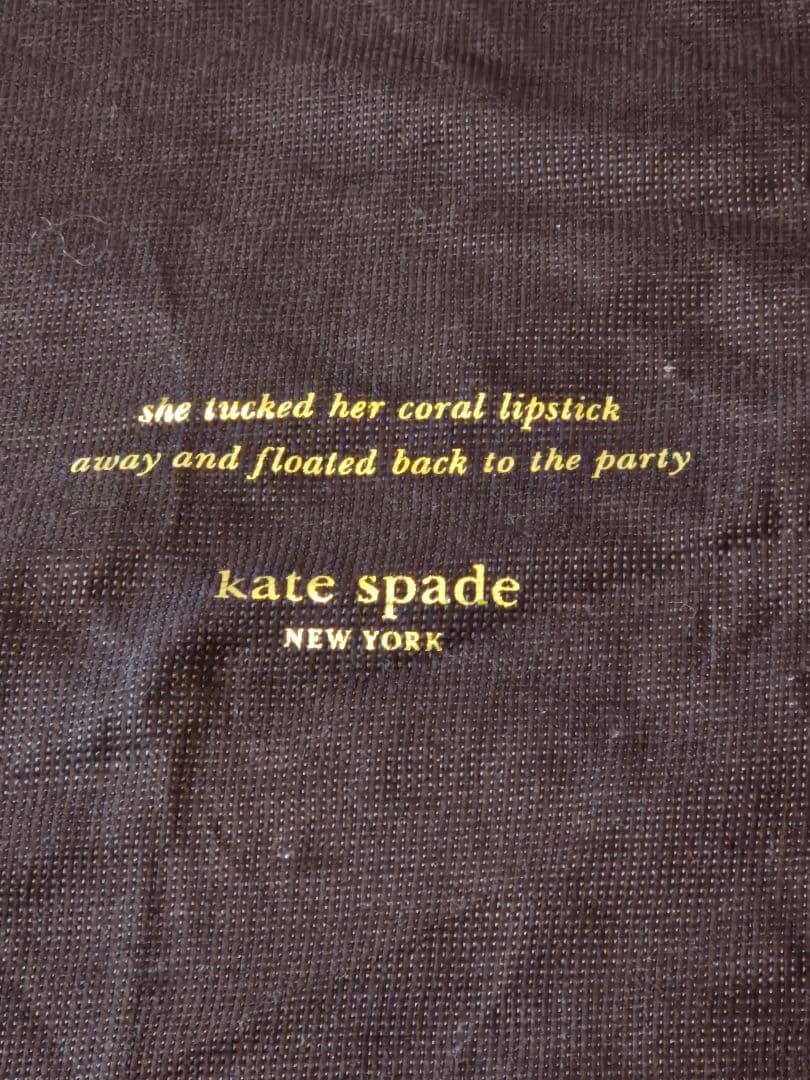 she tucked her coral lipstick
away and floated back to the party
kate spade
NEW YORK